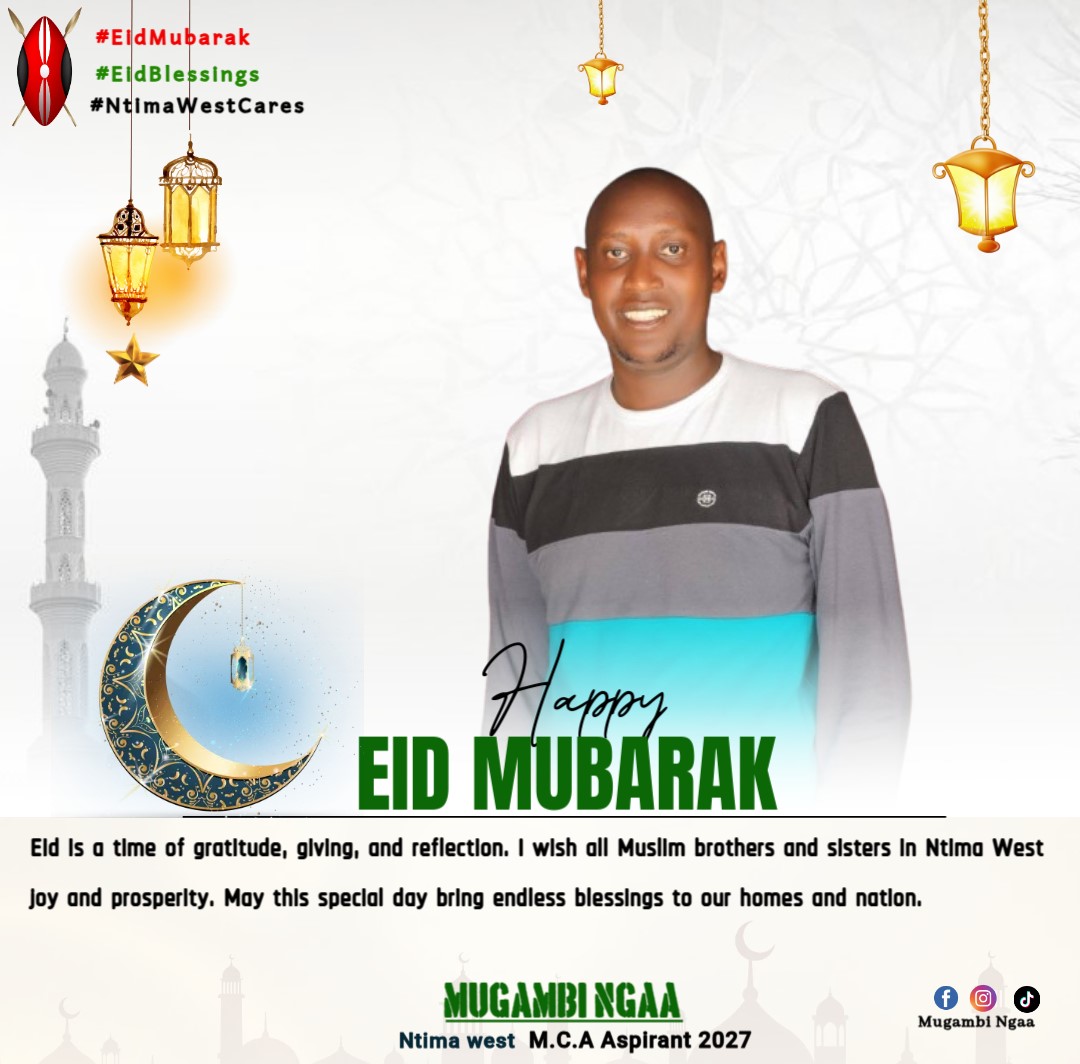 #EidMubarak
#EidBlessings
#NtimaWestCares
Happy
EID MUBARAK
Eid is a time of gratitude, giving, and reflection. I wish all Muslim brothers and sisters in Ntima West
joy and prosperity. May this special day bring endless blessings to our homes and nation.
MUGAMBI NGAA
Ntima west M.C.A Aspirant 2027
Mugambi Ngaa